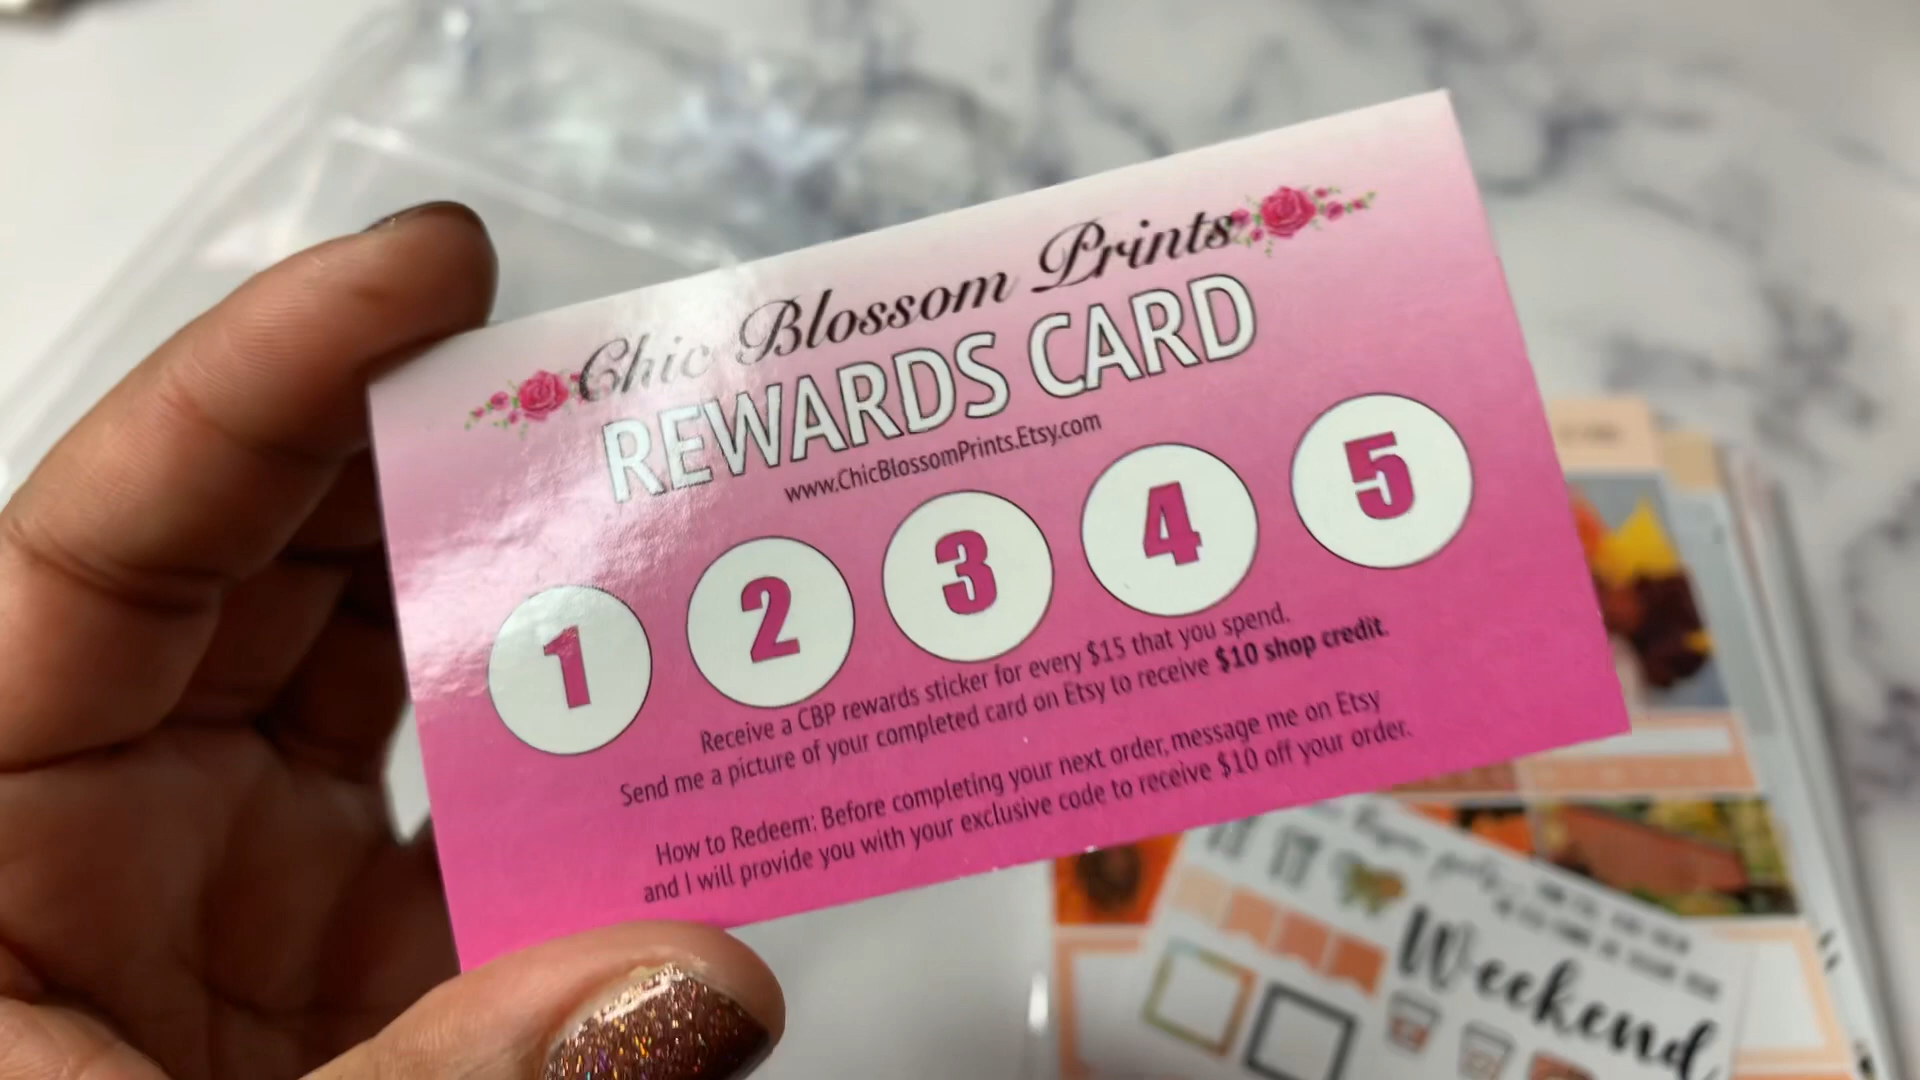 Chic Blossom Prints
REWARDS CARD
www.ChicBlossomPrints.Etsy.com
1 2 3 4 5
Receive a CBP rewards sticker for every $15 that you spend.
Send me a picture of your completed card on Etsy to receive $10 shop credit.
How to Redeem: Before completing your next order, message me on Etsy
and I will provide you with your exclusive code to receive $10 off your order.
Weekend